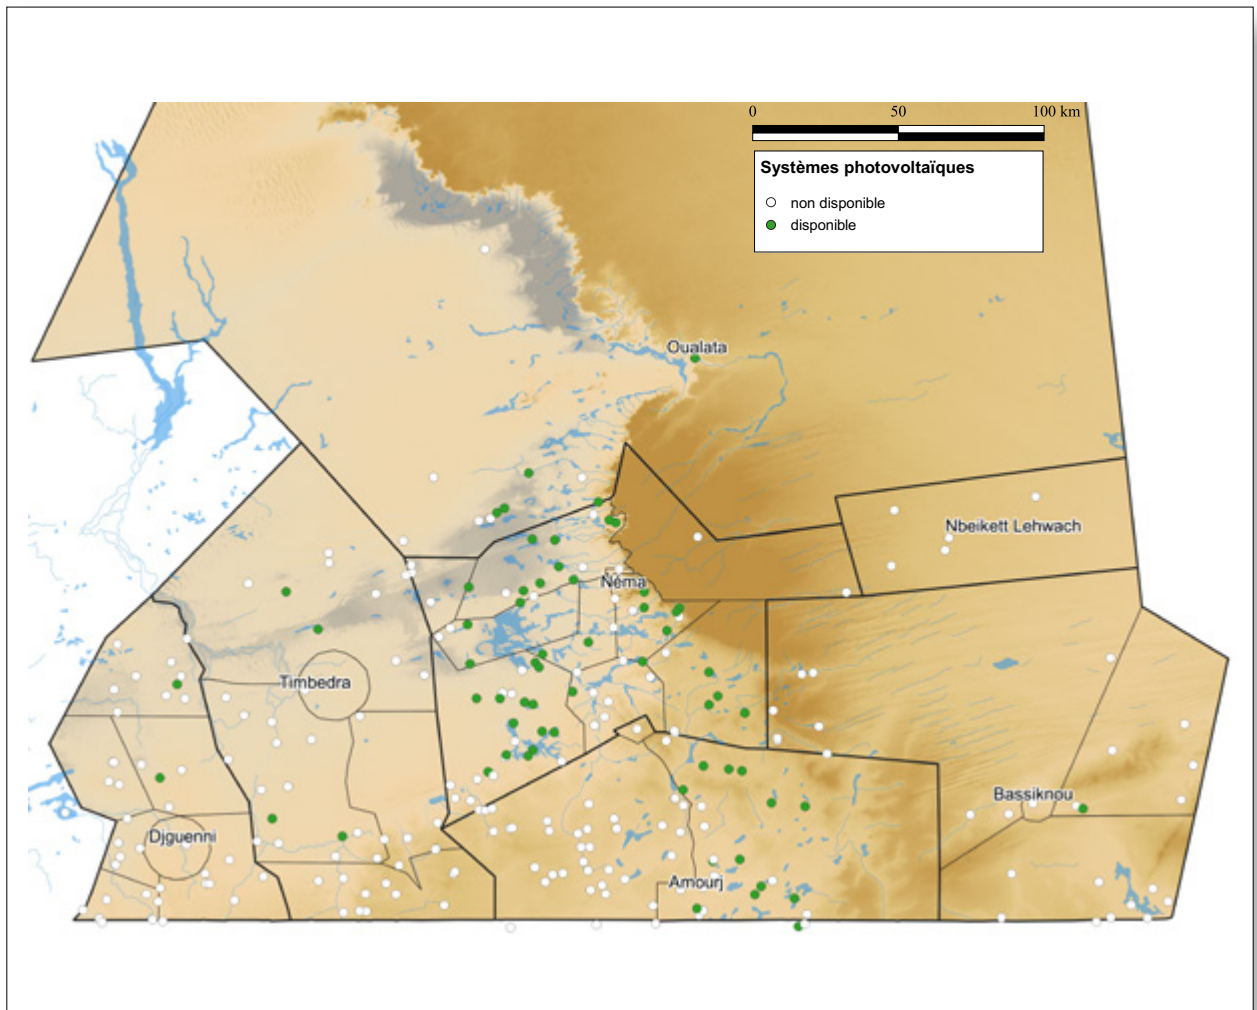 0 50 100 km
Systèmes photovoltaïques
non disponible
disponible
Oualata
Nbeikett Lehwach
Néma
Timbedra
Bassiknou
Djguenni
Amourj